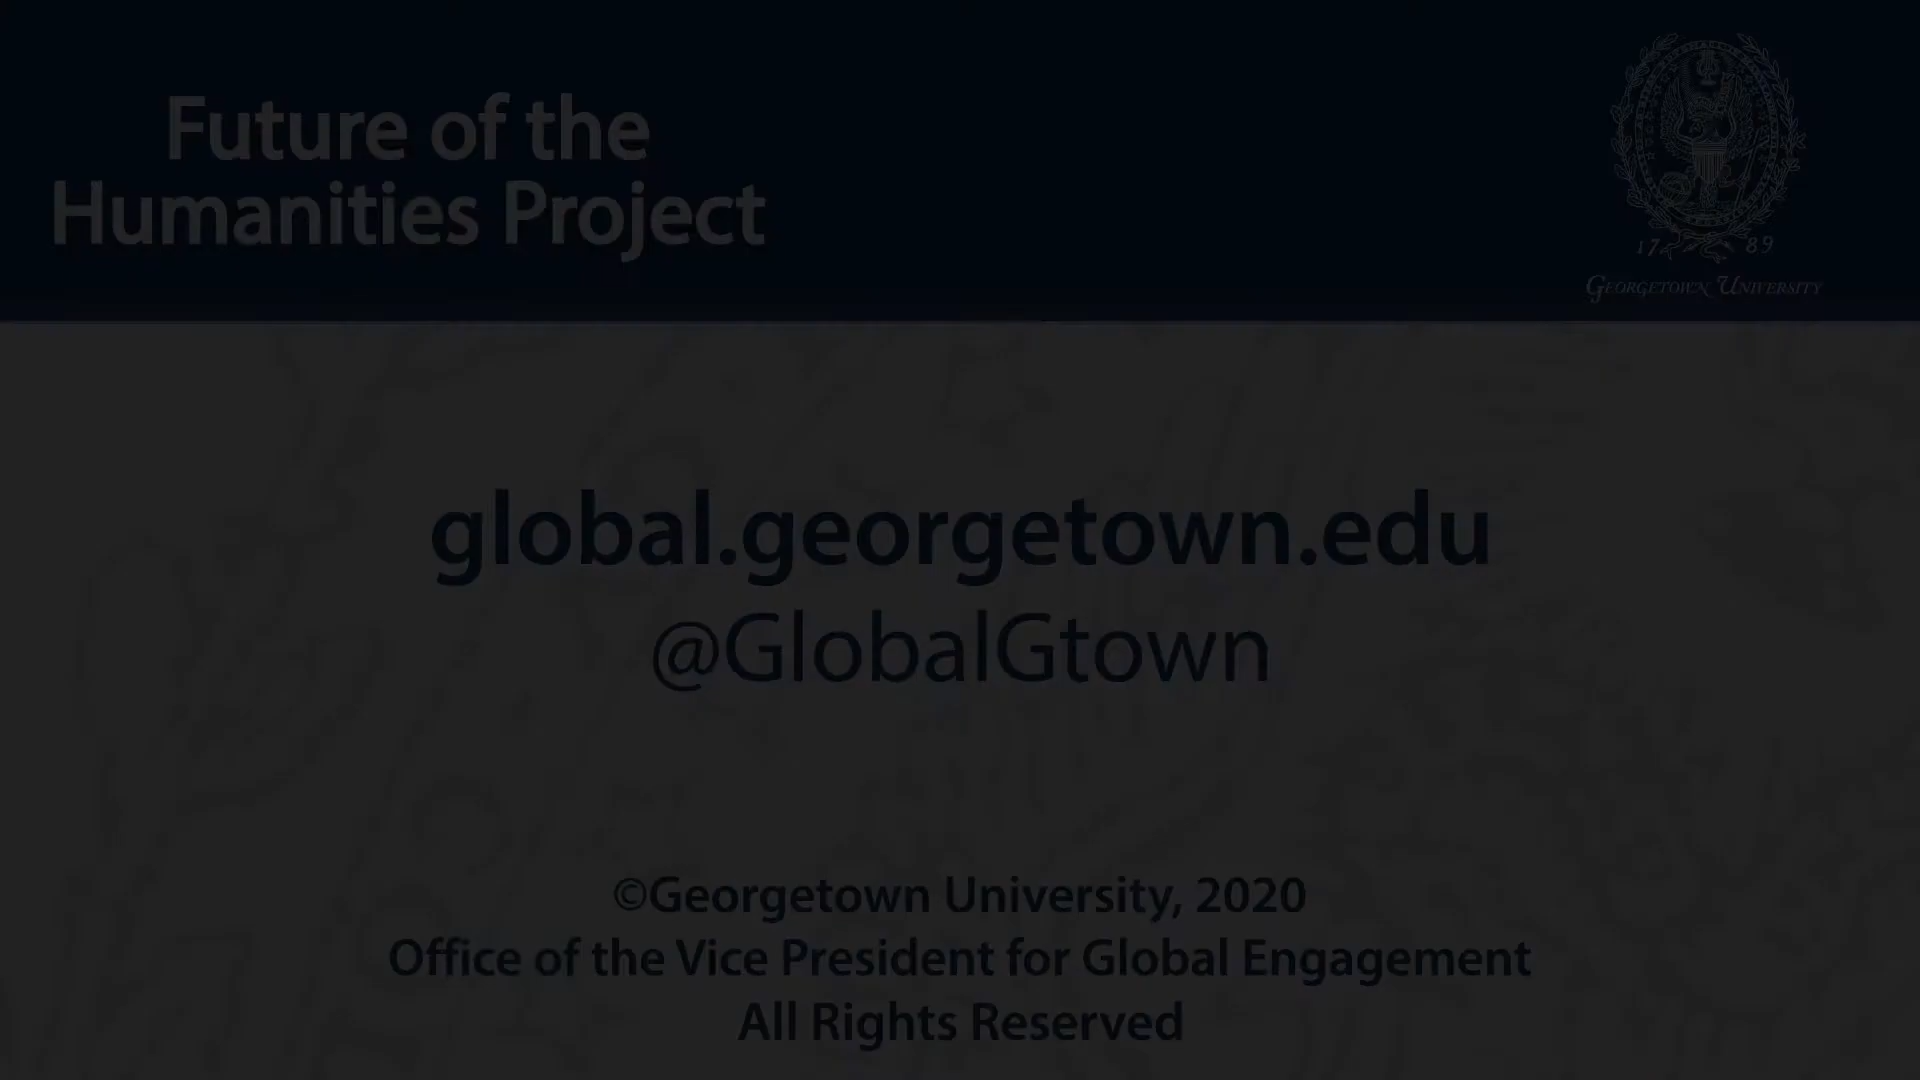 Future of the
Humanities Project
17 89
Georgetown University
global.georgetown.edu
@GlobalGtown
©Georgetown University, 2020
Office of the Vice President for Global Engagement
All Rights Reserved